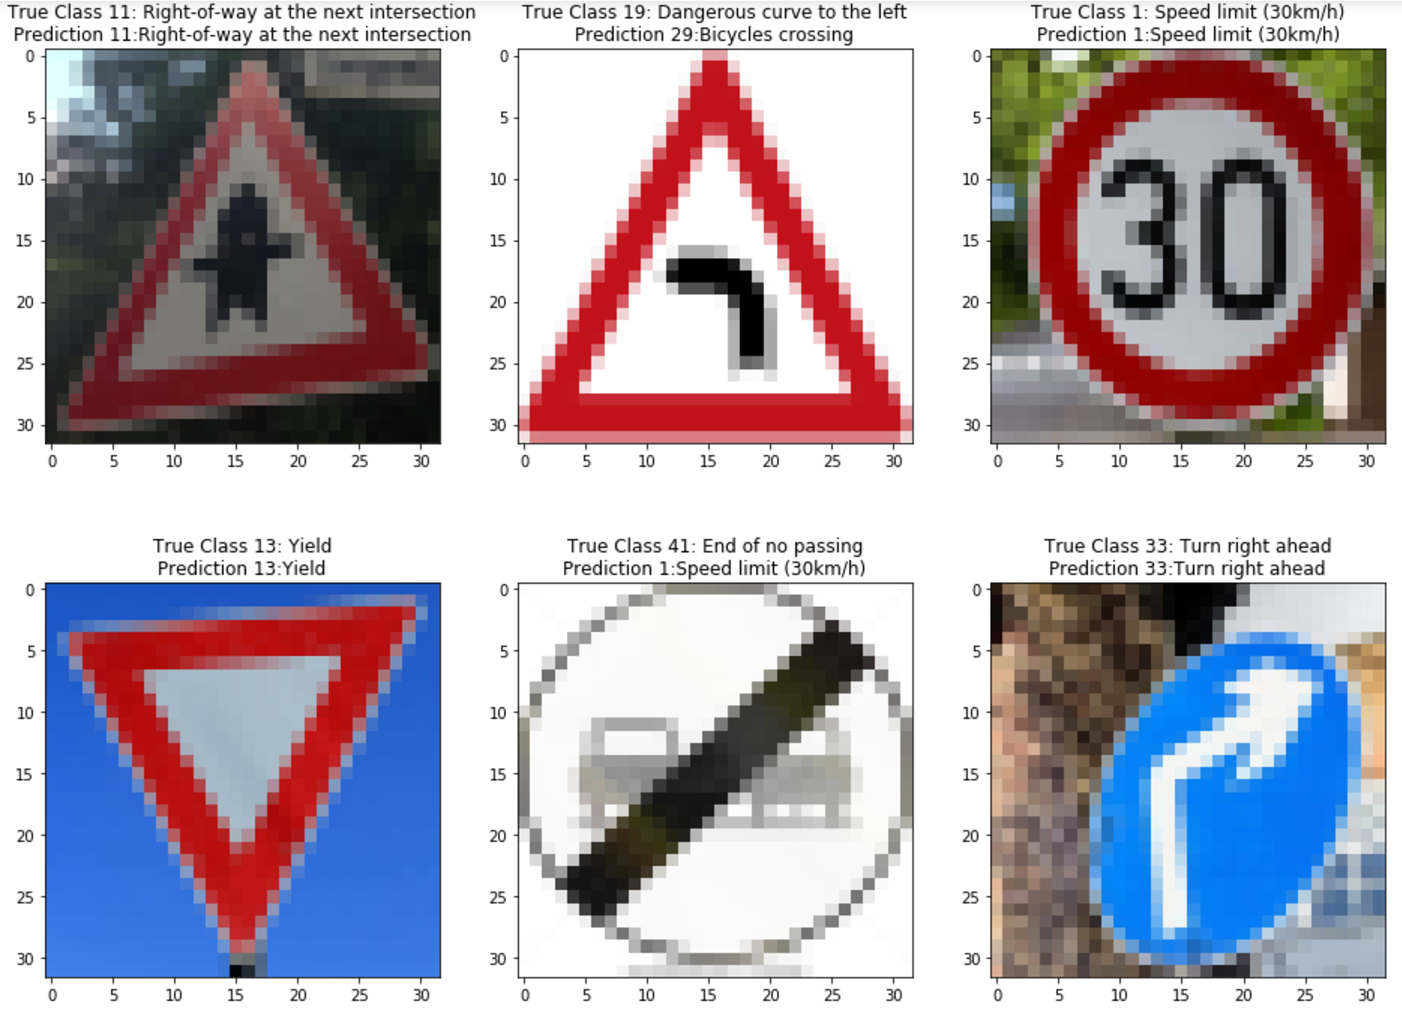 True Class 11: Right-of-way at the next intersection
Prediction 11:Right-of-way at the next intersection
0
5
10
15
20
25
30
0 5 10 15 20 25 30
True Class 19: Dangerous curve to the left
Prediction 29:Bicycles crossing
0
5
10
15
20
25
30
0 5 10 15 20 25 30
True Class 1: Speed limit (30km/h)
Prediction 1:Speed limit (30km/h)
0
5
10
15
20
25
30
30
0 5 10 15 20 25 30
True Class 13: Yield
Prediction 13:Yield
0
5
10
15
20
25
30
0 5 10 15 20 25 30
True Class 41: End of no passing
Prediction 1:Speed limit (30km/h)
0
5
10
15
20
25
30
0 5 10 15 20 25 30
True Class 33: Turn right ahead
Prediction 33:Turn right ahead
0
5
10
15
20
25
30
0 5 10 15 20 25 30